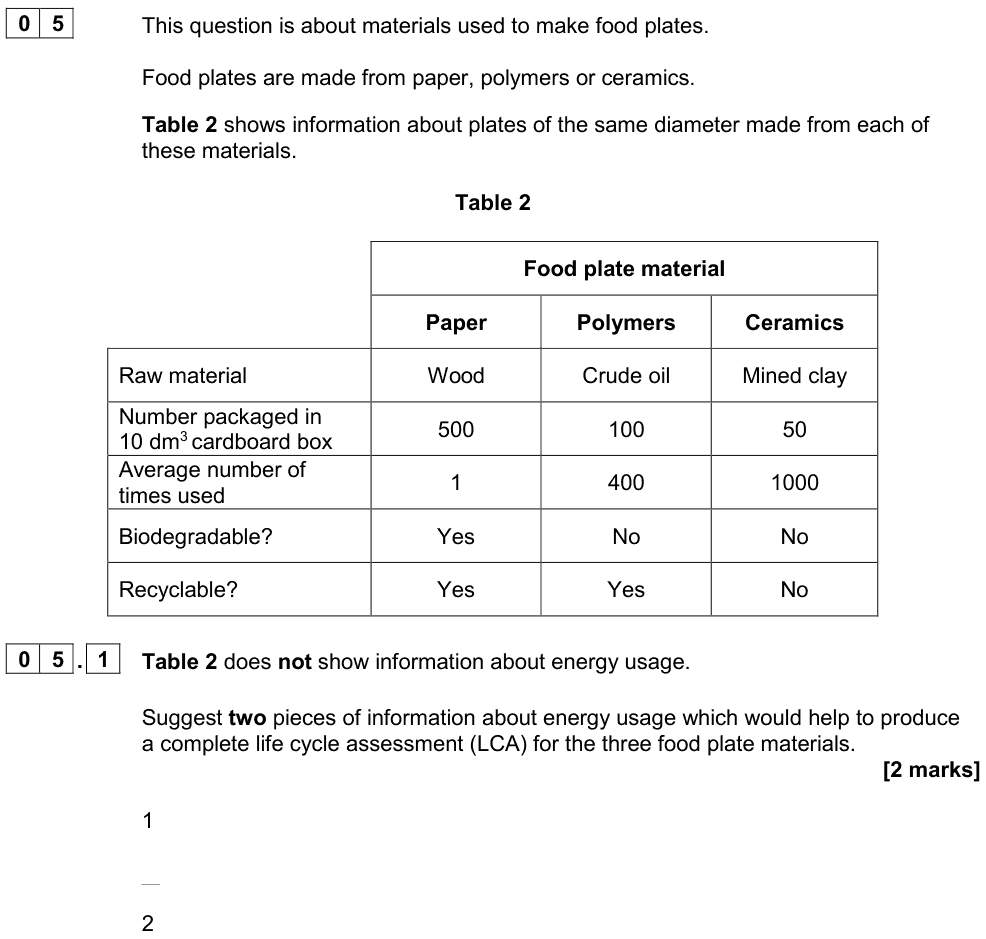 0 5 This question is about materials used to make food plates.
Food plates are made from paper, polymers or ceramics.
Table 2 shows information about plates of the same diameter made from each of
these materials.
Table 2
Food plate material
Paper Polymers Ceramics
Raw material Wood Crude oil Mined clay
Number packaged in
10 dm³ cardboard box 500 100 50
Average number of
times used 1 400 1000
Biodegradable? Yes No No
Recyclable? Yes Yes No
0 5 . 1 Table 2 does not show information about energy usage.
Suggest two pieces of information about energy usage which would help to produce
a complete life cycle assessment (LCA) for the three food plate materials.
[2 marks]
1
2